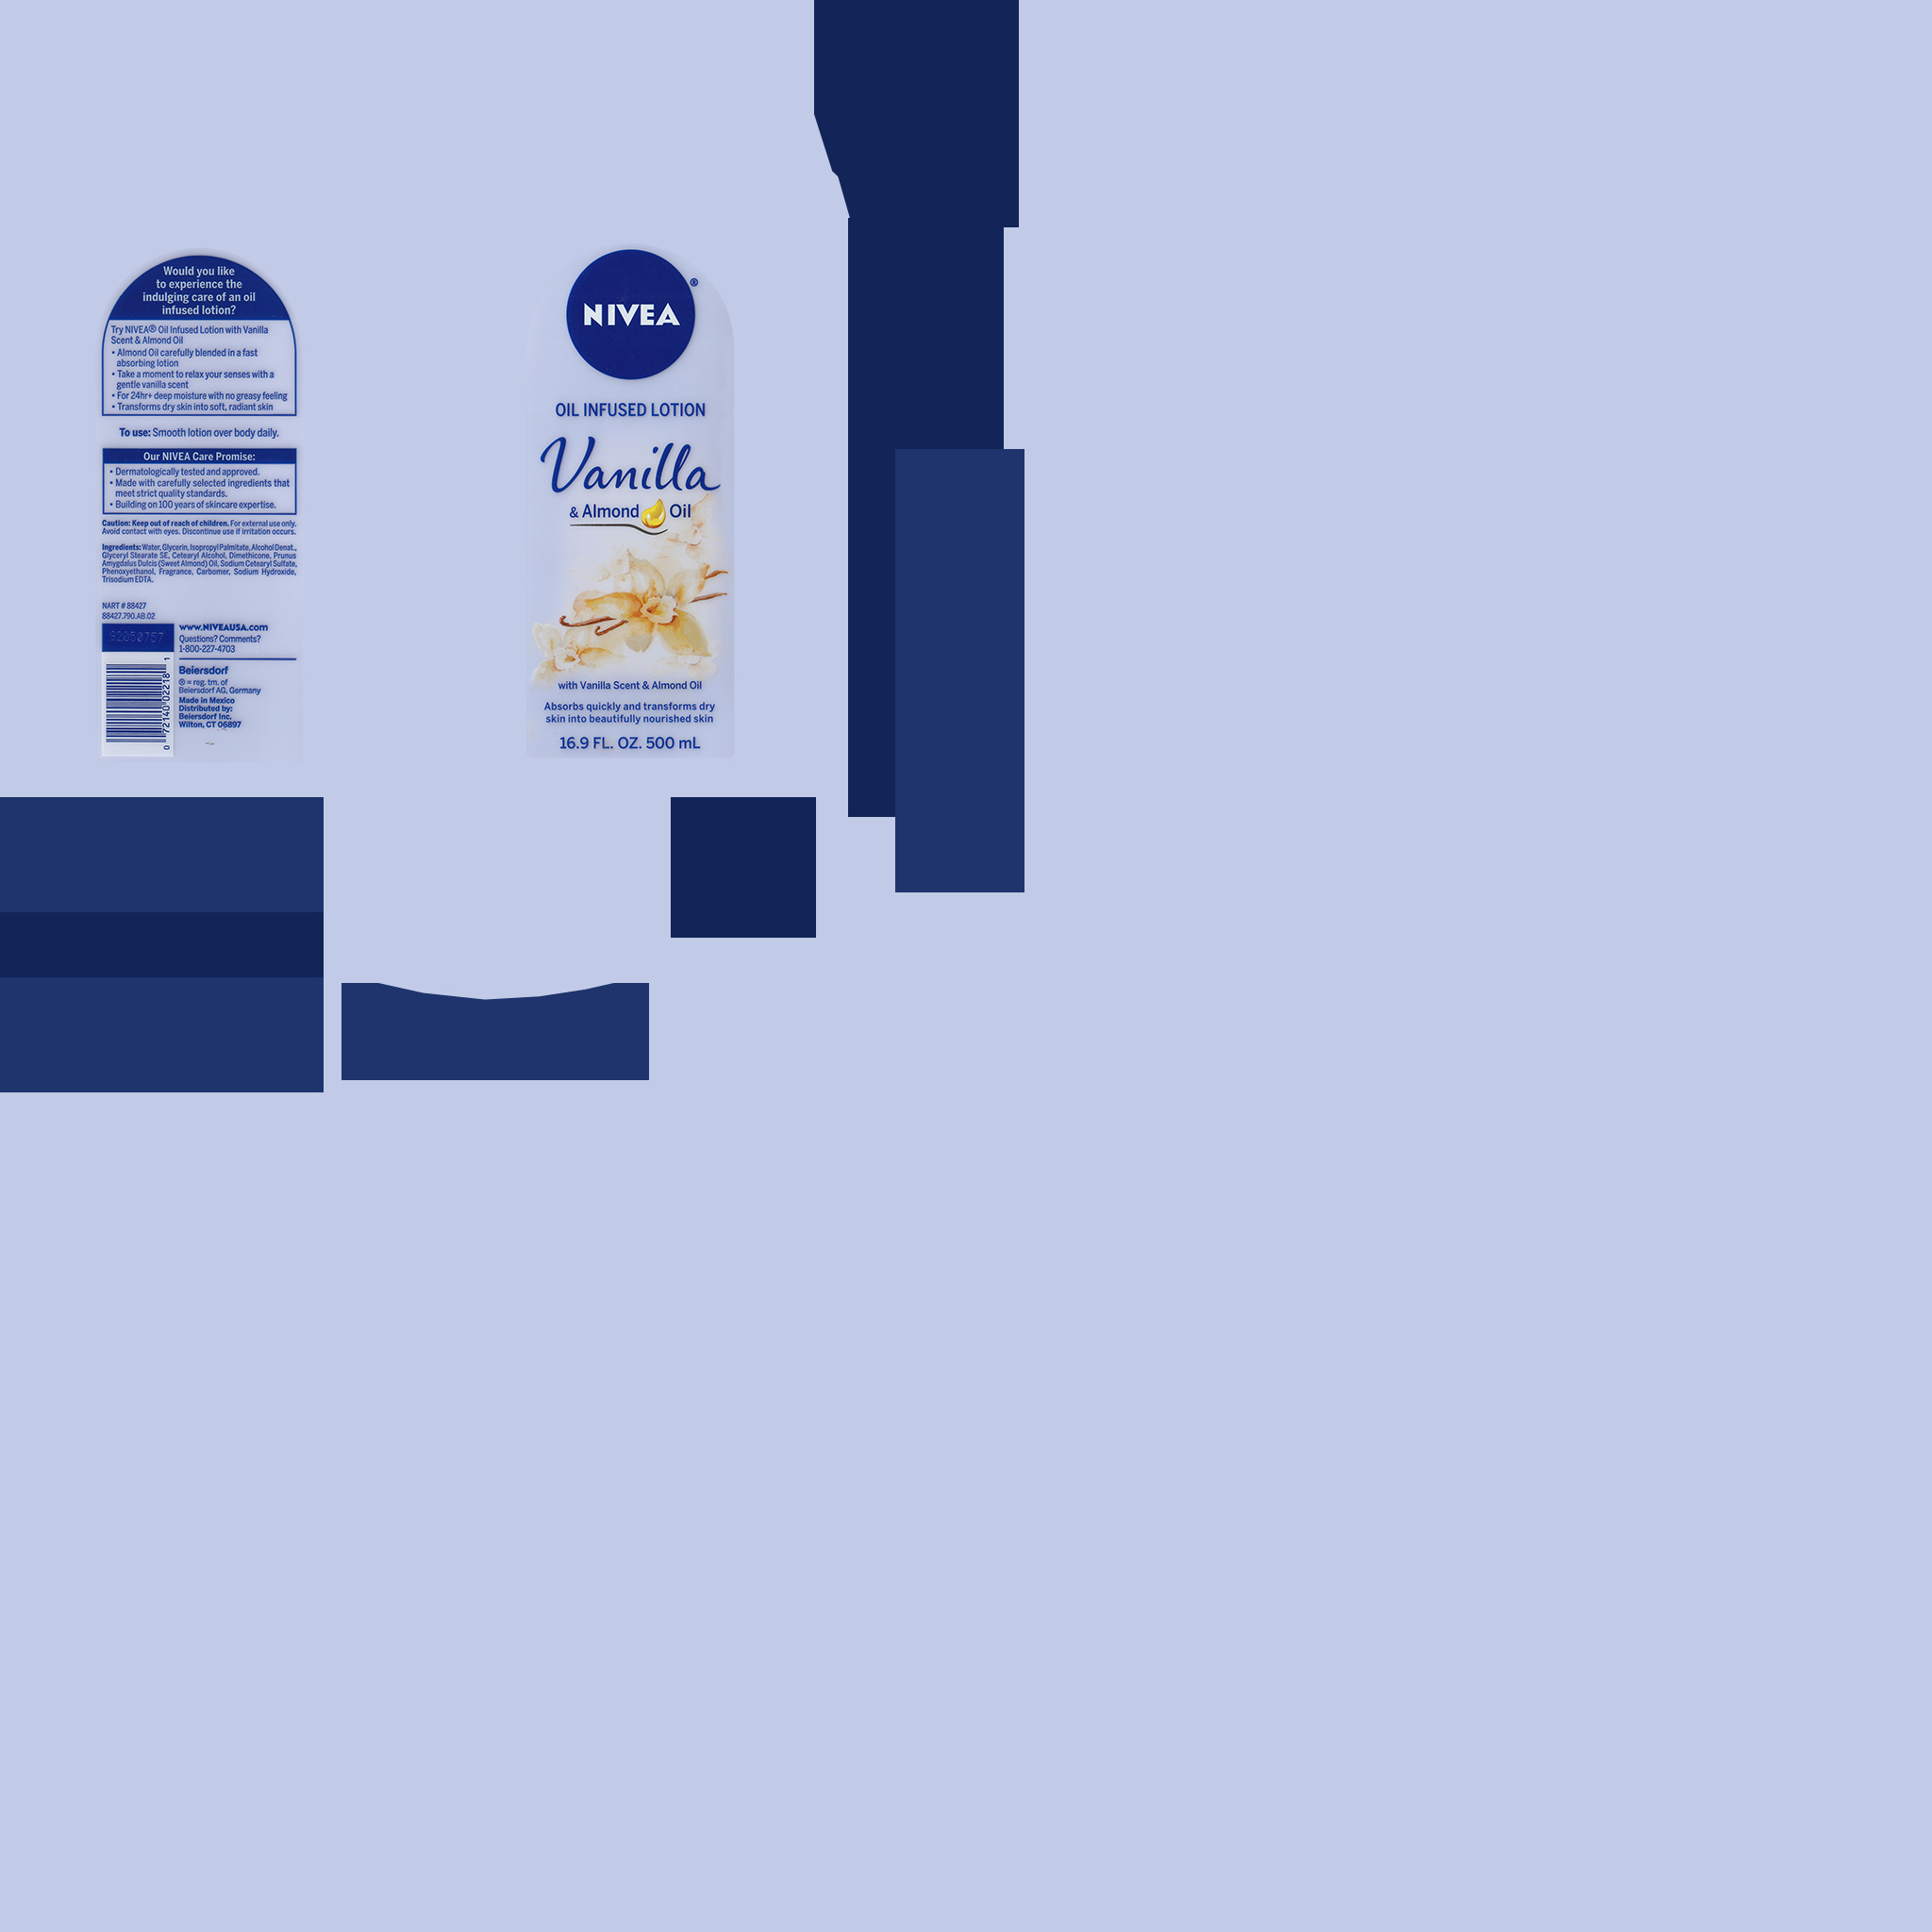 Would you like
to experience the
indulging care of an oil
infused lotion?
Try NIVEA® Oil Infused Lotion with Vanilla
Scent & Almond Oil
• Almond Oil carefully blended in a fast
absorbing lotion
• Take a moment to relax your senses with a
gentle vanilla scent
• For 24hr+ deep moisture with no greasy feeling
• Transforms dry skin into soft, radiant skin
To use: Smooth lotion over body daily.
Our NIVEA Care Promise:
• Dermatologically tested and approved.
• Made with carefully selected ingredients that
meet strict quality standards.
• Building on 100 years of skincare expertise.
Caution: Keep out of reach of children. For external use only.
Avoid contact with eyes. Discontinue use if irritation occurs.
Ingredients: Water, Glycerin, Isopropyl Palmitate, Alcohol Denat.,
Glyceryl Stearate SE, Cetearyl Alcohol, Dimethicone, Prunus
Amygdalus Dulcis (Sweet Almond) Oil, Sodium Cetearyl Sulfate,
Phenoxyethanol, Fragrance, Carbomer, Sodium Hydroxide,
Trisodium EDTA.
NART # 88427
88427.790.AB.02
92050757
www.NIVEAUSA.com
Questions? Comments?
1-800-227-4703
Beiersdorf
® = reg. tm. of
Beiersdorf AG, Germany
Made in Mexico
Distributed by:
Beiersdorf Inc.
Wilton, CT 06897
0 72140 02218 1
NIVEA ®
OIL INFUSED LOTION
Vanilla
& Almond Oil
with Vanilla Scent & Almond Oil
Absorbs quickly and transforms dry
skin into beautifully nourished skin
16.9 FL. OZ. 500 mL